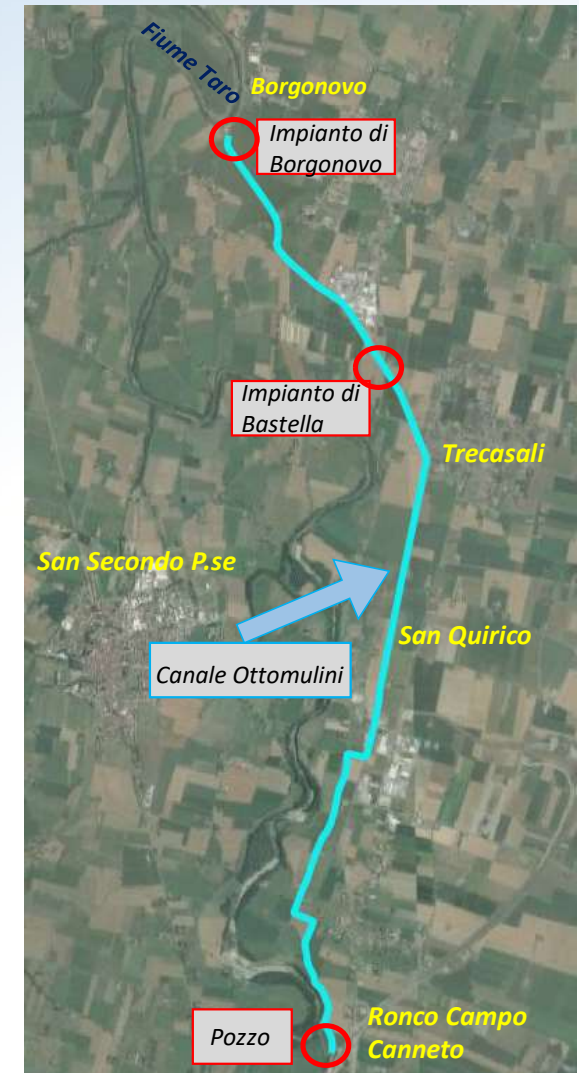 Fiume Taro
Borgonovo
Impianto di
Borgonovo
Impianto di
Bastella
Trecasali
San Secondo P.se
San Quirico
Canale Ottomulini
Ronco Campo
Canneto
Pozzo